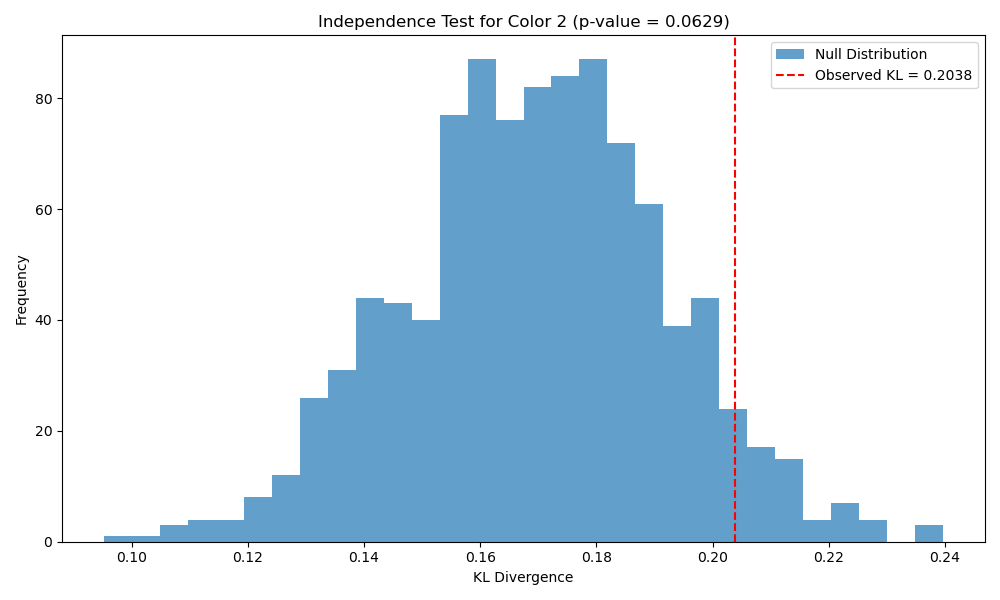 Independence Test for Color 2 (p-value = 0.0629)
Null Distribution
Observed KL = 0.2038
Frequency
80
60
40
20
0
0.10 0.12 0.14 0.16 0.18 0.20 0.22 0.24
KL Divergence